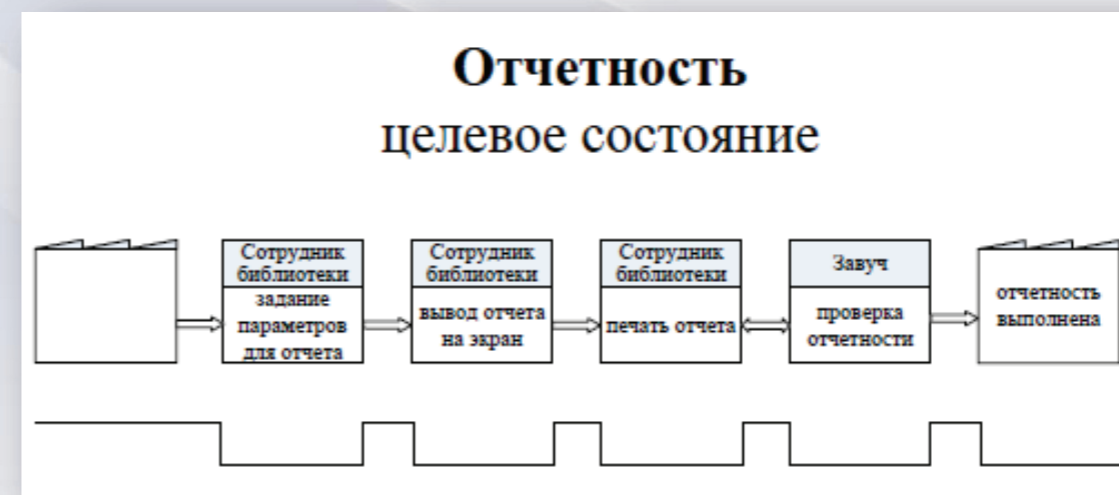 Отчетность
целевое состояние
Сотрудник
библиотеки
задание
параметров
для отчета
Сотрудник
библиотеки
вывод отчета
на экран
Сотрудник
библиотеки
печать отчета
Завуч
проверка
отчетности
отчетность
выполнена